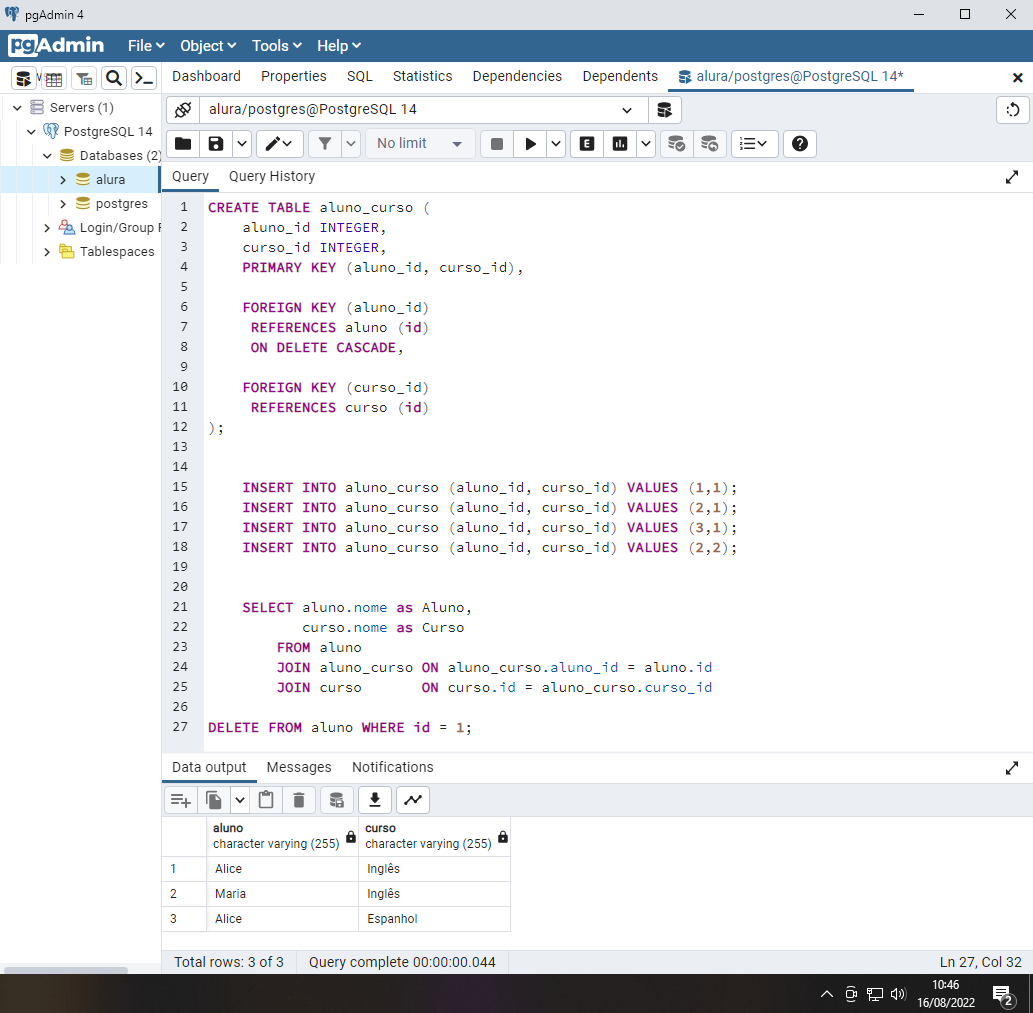 pgAdmin 4
pgAdmin File Object Tools Help
Dashboard Properties SQL Statistics Dependencies Dependents alura/postgres@PostgreSQL 14*
Servers (1)
PostgreSQL 14
Databases (2)
alura
postgres
Login/Group
Tablespaces
alura/postgres@PostgreSQL 14
No limit
E
Query Query History
1 CREATE TABLE aluno_curso (
2 aluno_id INTEGER,
3 curso_id INTEGER,
4 PRIMARY KEY (aluno_id, curso_id),
5
6 FOREIGN KEY (aluno_id)
7 REFERENCES aluno (id)
8 ON DELETE CASCADE,
9
10 FOREIGN KEY (curso_id)
11 REFERENCES curso (id)
12 );
13
14
15 INSERT INTO aluno_curso (aluno_id, curso_id) VALUES (1,1);
16 INSERT INTO aluno_curso (aluno_id, curso_id) VALUES (2,1);
17 INSERT INTO aluno_curso (aluno_id, curso_id) VALUES (3,1);
18 INSERT INTO aluno_curso (aluno_id, curso_id) VALUES (2,2);
19
20
21 SELECT aluno.nome as Aluno,
22 curso.nome as Curso
23 FROM aluno
24 JOIN aluno_curso ON aluno_curso.aluno_id = aluno.id
25 JOIN curso ON curso.id = aluno_curso.curso_id
26
27 DELETE FROM aluno WHERE id = 1;
Data output Messages Notifications
aluno curso
character varying (255) character varying (255)
1 Alice Inglês
2 Maria Inglês
3 Alice Espanhol
Total rows: 3 of 3 Query complete 00:00:00.044 Ln 27, Col 32
10:46
16/08/2022
2